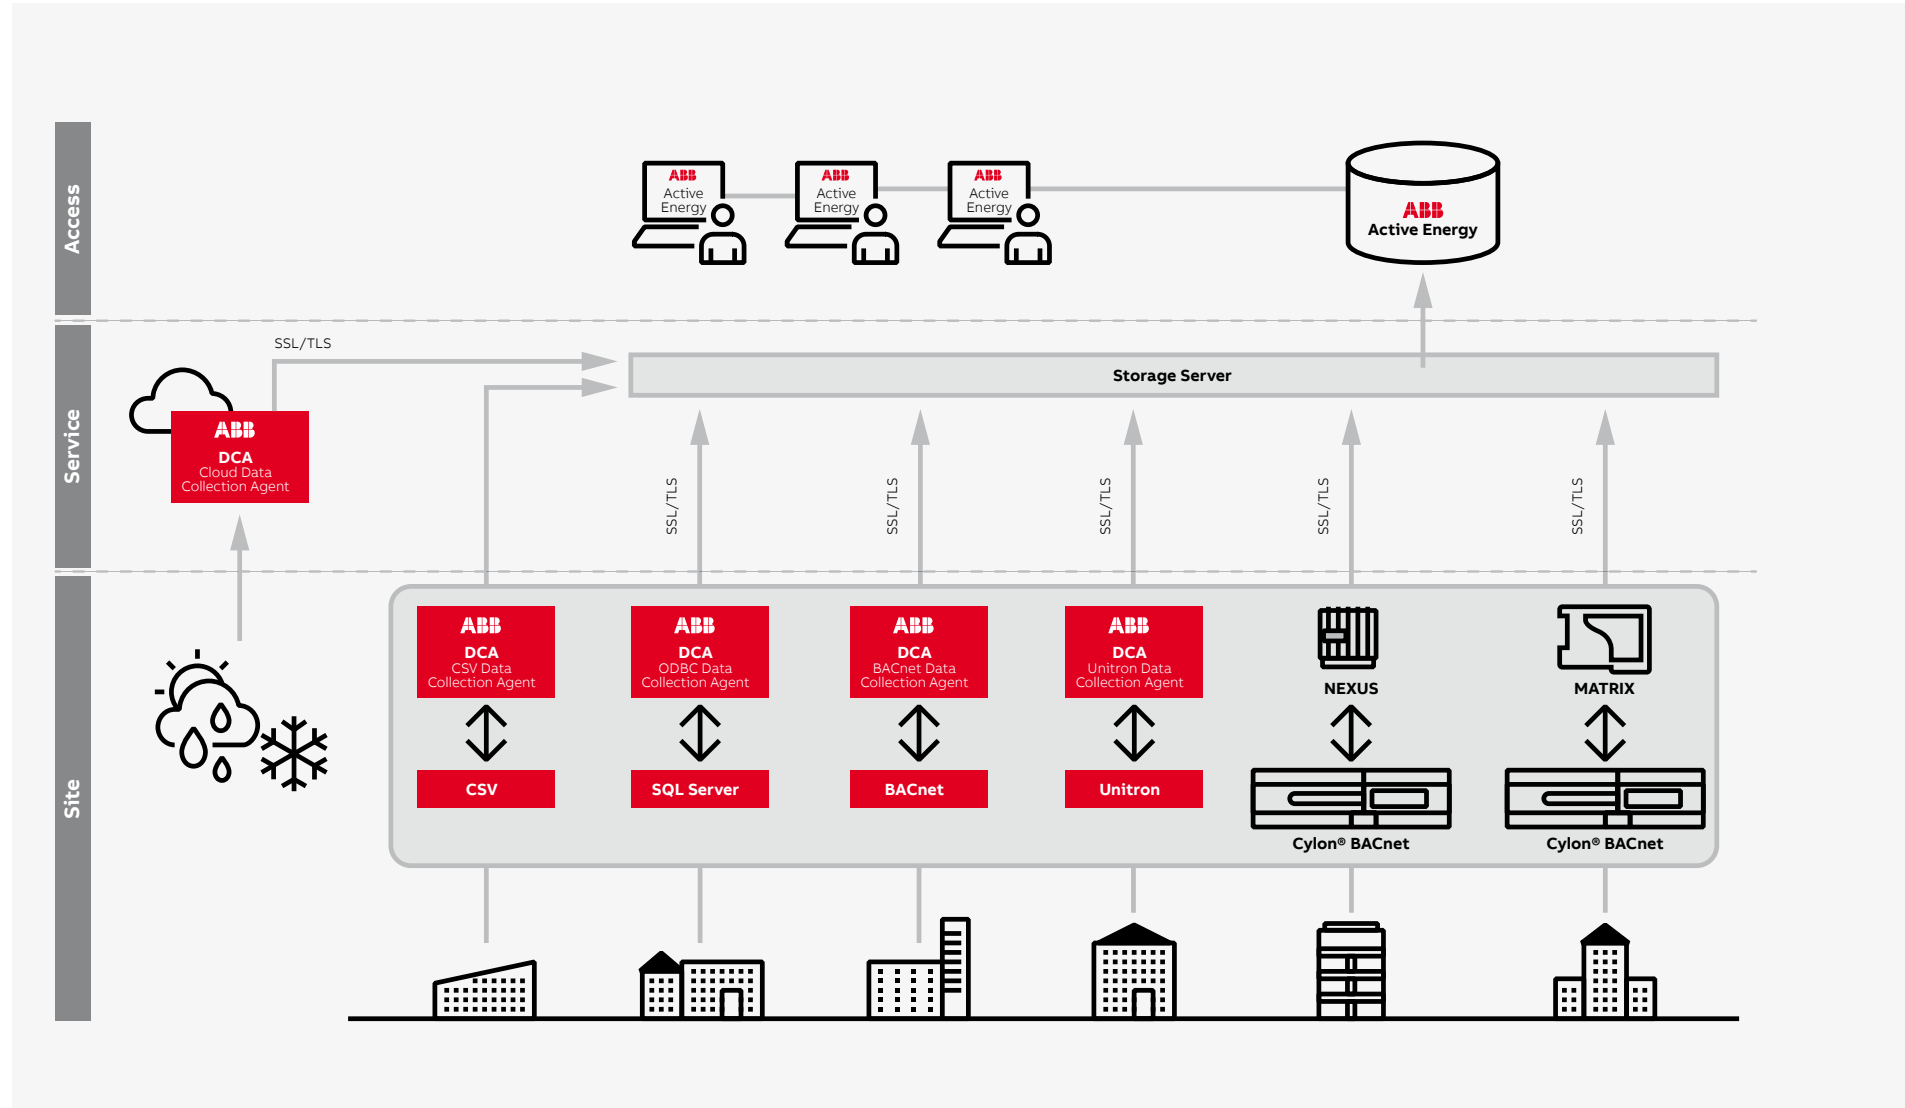 Access
ABB
Active
Energy
ABB
Active
Energy
ABB
Active
Energy
ABB
Active Energy
Service
SSL/TLS
Storage Server
ABB
DCA
Cloud Data
Collection Agent
SSL/TLS
SSL/TLS
SSL/TLS
SSL/TLS
SSL/TLS
Site
ABB
DCA
CSV Data
Collection Agent
CSV
ABB
DCA
ODBC Data
Collection Agent
SQL Server
ABB
DCA
BACnet Data
Collection Agent
BACnet
ABB
DCA
Unitron Data
Collection Agent
Unitron
NEXUS
Cylon® BACnet
MATRIX
Cylon® BACnet